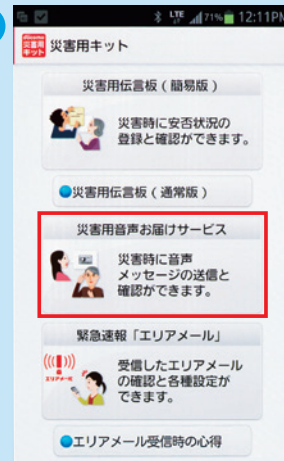 LTE 71% 12:11PM
docomo
災害用
キット
災害用キット
災害用伝言板（簡易版）
災害時に安否状況の
登録と確認ができます。
災害用伝言板（通常版）
災害用音声お届けサービス
災害時に音声
メッセージの送信と
確認ができます。
緊急速報「エリアメール」
エリアメール
受信したエリアメール
の確認と各種設定が
できます。
エリアメール受信時の心得